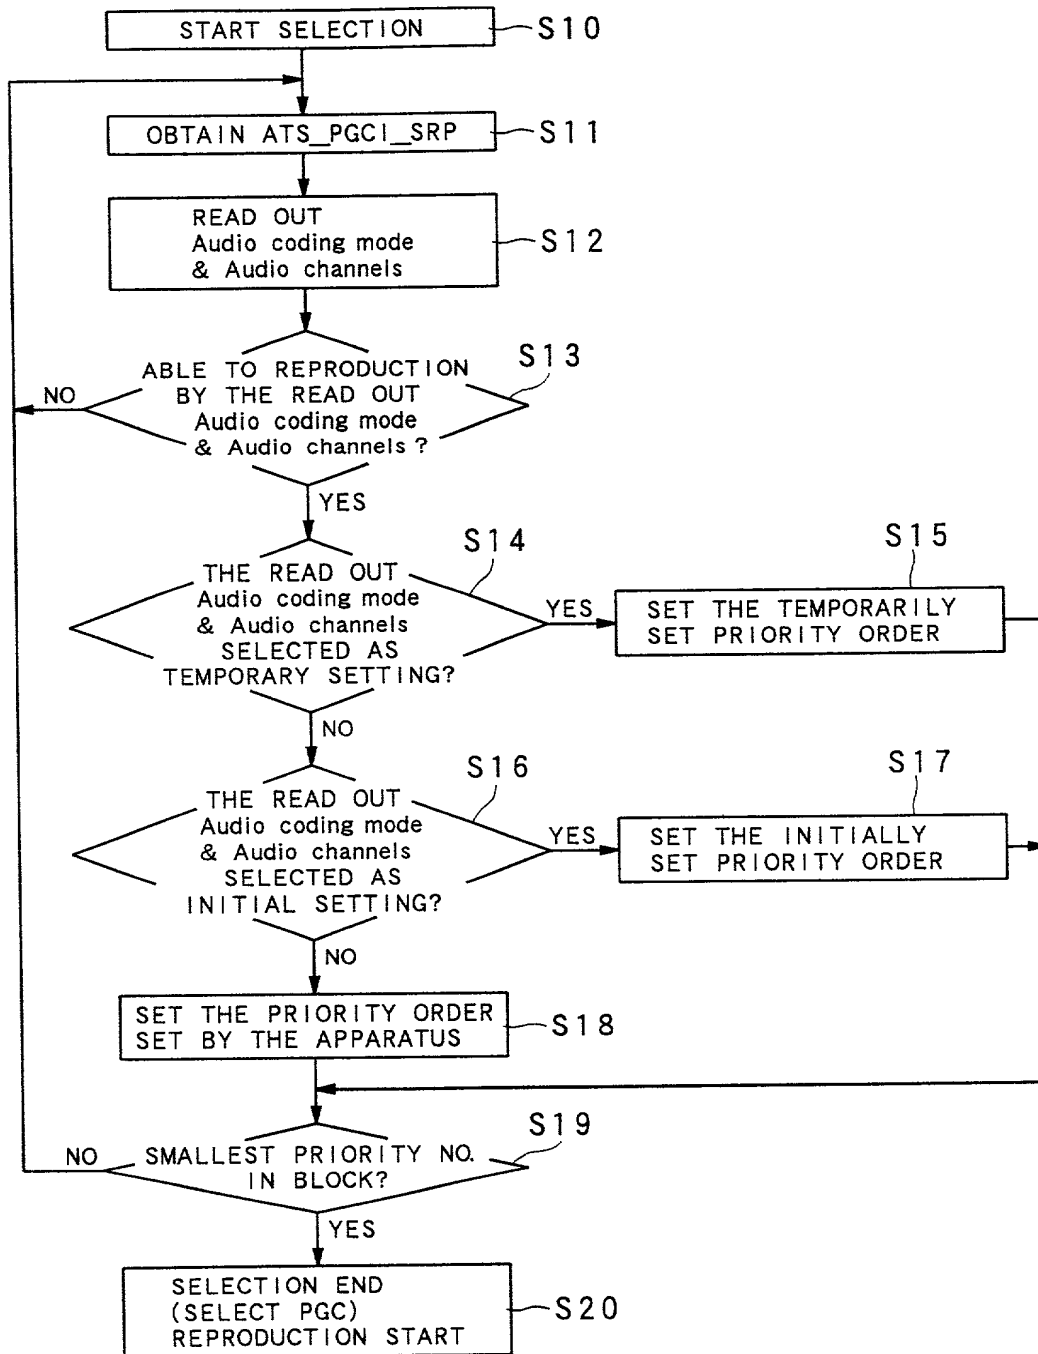 START SELECTION
S10
OBTAIN ATS_PGCI_SRP
S11
READ OUT
Audio coding mode
& Audio channels
S12
ABLE TO REPRODUCTION
BY THE READ OUT
Audio coding mode
& Audio channels?
S13
NO
YES
THE READ OUT
Audio coding mode
& Audio channels
SELECTED AS
TEMPORARY SETTING?
S14
YES
SET THE TEMPORARILY
SET PRIORITY ORDER
S15
NO
THE READ OUT
Audio coding mode
& Audio channels
SELECTED AS
INITIAL SETTING?
S16
YES
SET THE INITIALLY
SET PRIORITY ORDER
S17
NO
SET THE PRIORITY ORDER
SET BY THE APPARATUS
S18
SMALLEST PRIORITY NO.
IN BLOCK?
S19
NO
YES
SELECTION END
(SELECT PGC)
REPRODUCTION START
S20